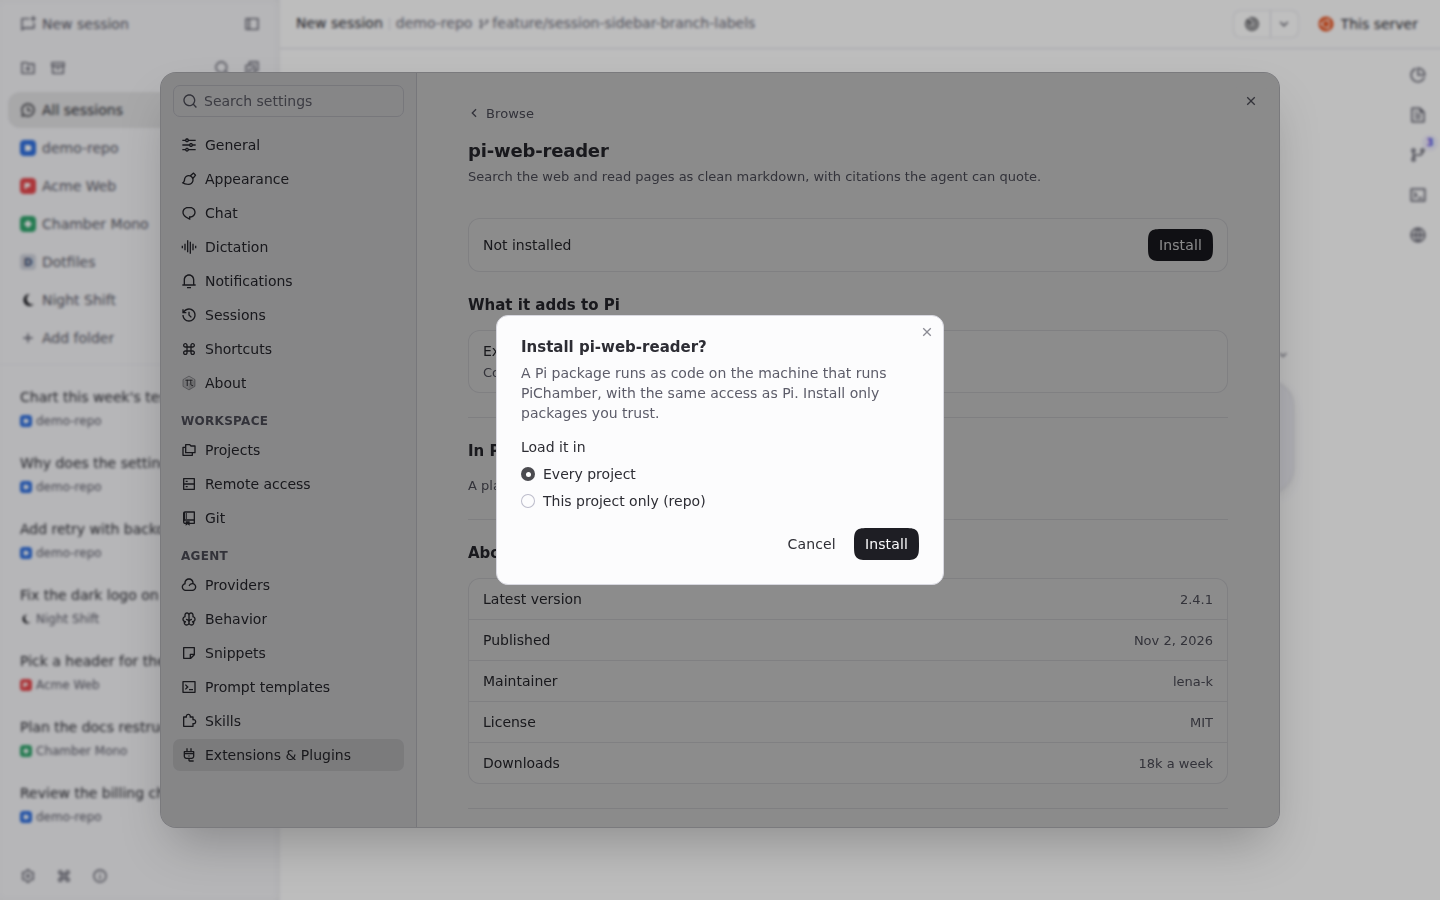 New session
New session
demo-repo
feature/session-sidebar-branch-labels
This server
All sessions
demo-repo
Acme Web
Chamber Mono
Dotfiles
Night Shift
Add folder
Chart this week's te
demo-repo
Why does the settin
demo-repo
Add retry with back
demo-repo
Fix the dark logo on
Night Shift
Pick a header for the
Acme Web
Plan the docs restru
Chamber Mono
Review the billing c
demo-repo
3
Search settings
General
Appearance
Chat
Dictation
Notifications
Sessions
Shortcuts
About
WORKSPACE
Projects
Remote access
Git
AGENT
Providers
Behavior
Snippets
Prompt templates
Skills
Extensions & Plugins
Browse
pi-web-reader
Search the web and read pages as clean markdown, with citations the agent can quote.
Not installed
Install
What it adds to Pi
Ex
Co
In P
A pla
Abo
Latest version
2.4.1
Published
Nov 2, 2026
Maintainer
lena-k
License
MIT
Downloads
18k a week
Install pi-web-reader?
A Pi package runs as code on the machine that runs
PiChamber, with the same access as Pi. Install only
packages you trust.
Load it in
Every project
This project only (repo)
Cancel
Install